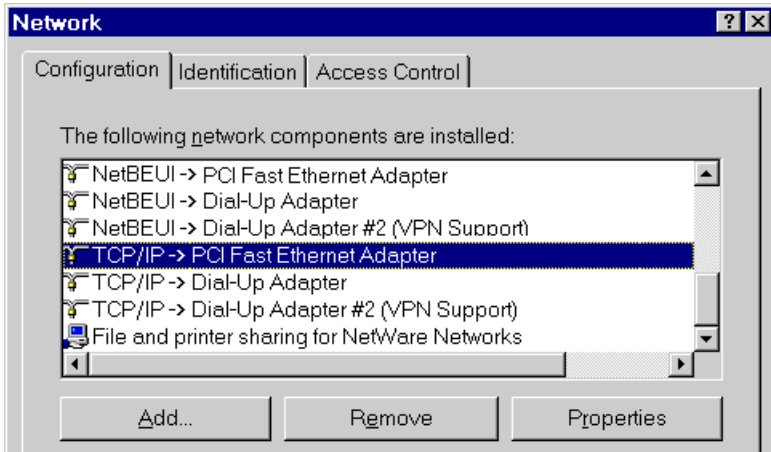 Network
Configuration Identification Access Control
The following network components are installed:
NetBEUI -> PCI Fast Ethernet Adapter
NetBEUI -> Dial-Up Adapter
NetBEUI -> Dial-Up Adapter #2 (VPN Support)
TCP/IP -> PCI Fast Ethernet Adapter
TCP/IP -> Dial-Up Adapter
TCP/IP -> Dial-Up Adapter #2 (VPN Support)
File and printer sharing for NetWare Networks
Add... Remove Properties